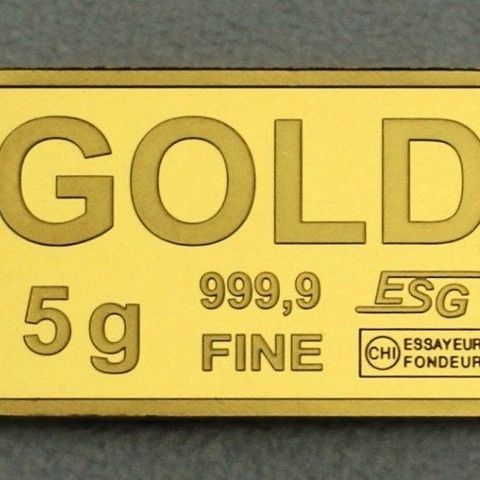 GOLD
5g
999,9
FINE
ESG
CHI
ESSAYEUR
FONDEUR